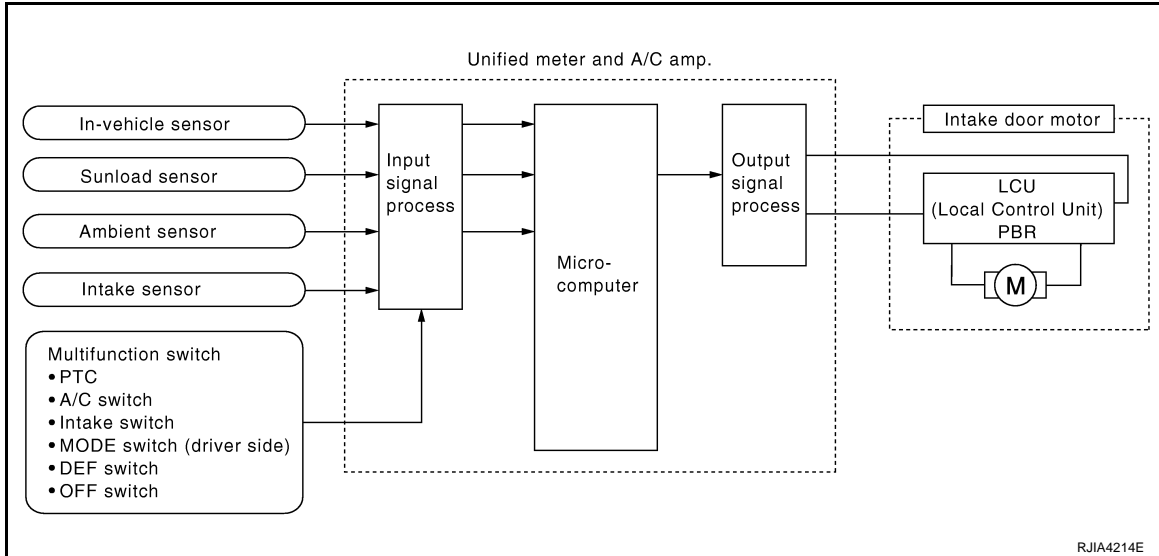 Unified meter and A/C amp.
In-vehicle sensor
Sunload sensor
Ambient sensor
Intake sensor
Multifunction switch
• PTC
• A/C switch
• Intake switch
• MODE switch (driver side)
• DEF switch
• OFF switch
Input
signal
process
Micro-
computer
Output
signal
process
Intake door motor
LCU
(Local Control Unit)
PBR
M
RJIA4214E